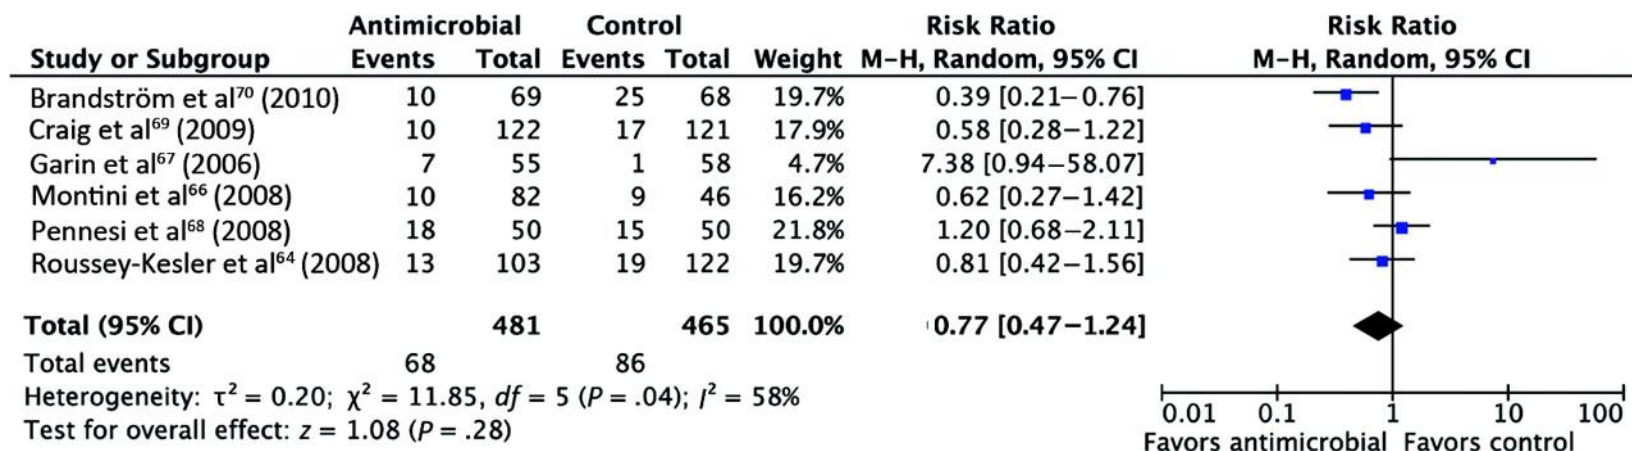 Antimicrobial Control Risk Ratio Risk Ratio
Study or Subgroup Events Total Events Total Weight M–H, Random, 95% CI M–H, Random, 95% CI
Brandström et al⁷⁰ (2010) 10 69 25 68 19.7% 0.39 [0.21–0.76]
Craig et al⁶⁹ (2009) 10 122 17 121 17.9% 0.58 [0.28–1.22]
Garin et al⁶⁷ (2006) 7 55 1 58 4.7% 7.38 [0.94–58.07]
Montini et al⁶⁶ (2008) 10 82 9 46 16.2% 0.62 [0.27–1.42]
Pennesi et al⁶⁸ (2008) 18 50 15 50 21.8% 1.20 [0.68–2.11]
Roussey-Kesler et al⁶⁴ (2008) 13 103 19 122 19.7% 0.81 [0.42–1.56]
Total (95% CI) 481 465 100.0% 0.77 [0.47–1.24]
Total events 68 86
Heterogeneity: τ² = 0.20; χ² = 11.85, df = 5 (P = .04); I² = 58%
Test for overall effect: z = 1.08 (P = .28)
0.01 0.1 1 10 100
Favors antimicrobial Favors control